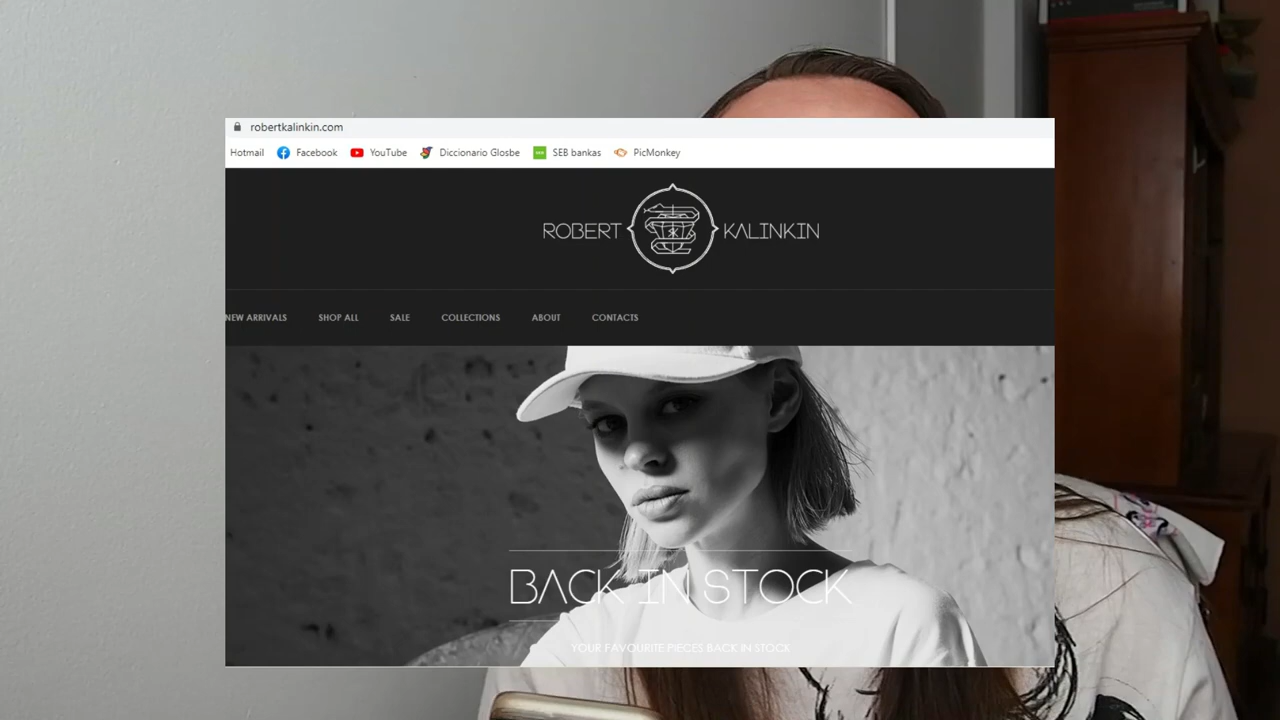 robertkalinkin.com
Hotmail Facebook YouTube Diccionario Glosbe SEB bankas PicMonkey
ROBERT KALINKIN
NEW ARRIVALS SHOP ALL SALE COLLECTIONS ABOUT CONTACTS
BACK IN STOCK
YOUR FAVOURITE PIECES BACK IN STOCK